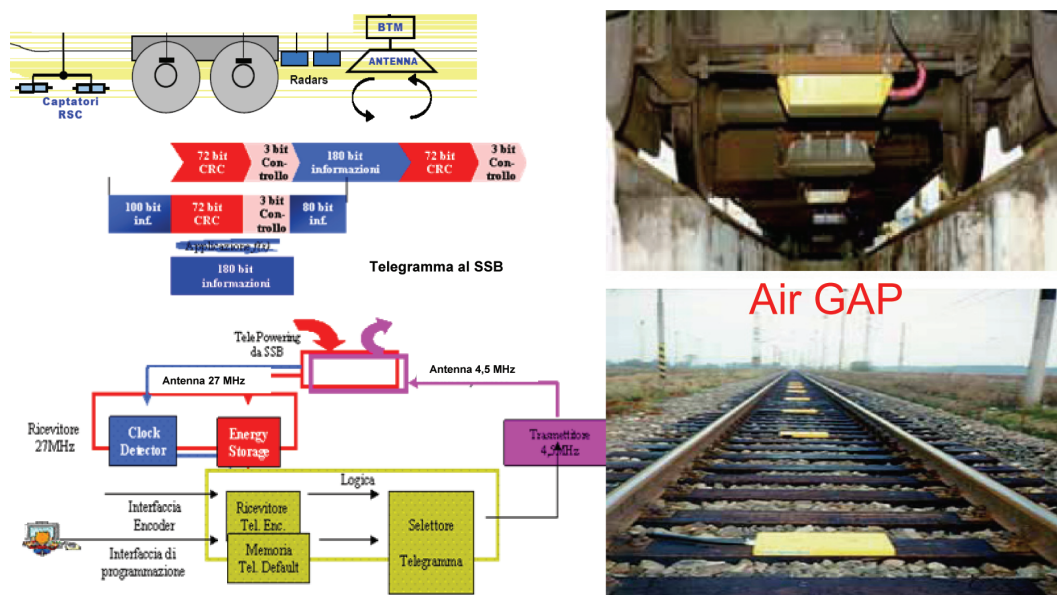 BTM
ANTENNA
Radars
Captatori
RSC
72 bit
CRC
3 bit
Con-
trollo
180 bit
informazioni
72 bit
CRC
3 bit
Con-
trollo
100 bit
inf.
72 bit
CRC
3 bit
Con-
trollo
80 bit
inf.
Applicazione
180 bit
informazioni
Telegramma al SSB
Air GAP
TelePowering
da SSB
Antenna 27 MHz
Antenna 4,5 MHz
Ricevitore
27MHz
Clock
Detector
Energy
Storage
Trasmettitore
4,5MHz
Logica
Interfaccia
Encoder
Ricevitore
Tel. Enc.
Selettore
Telegramma
Interfaccia di
programmazione
Memoria
Tel. Default